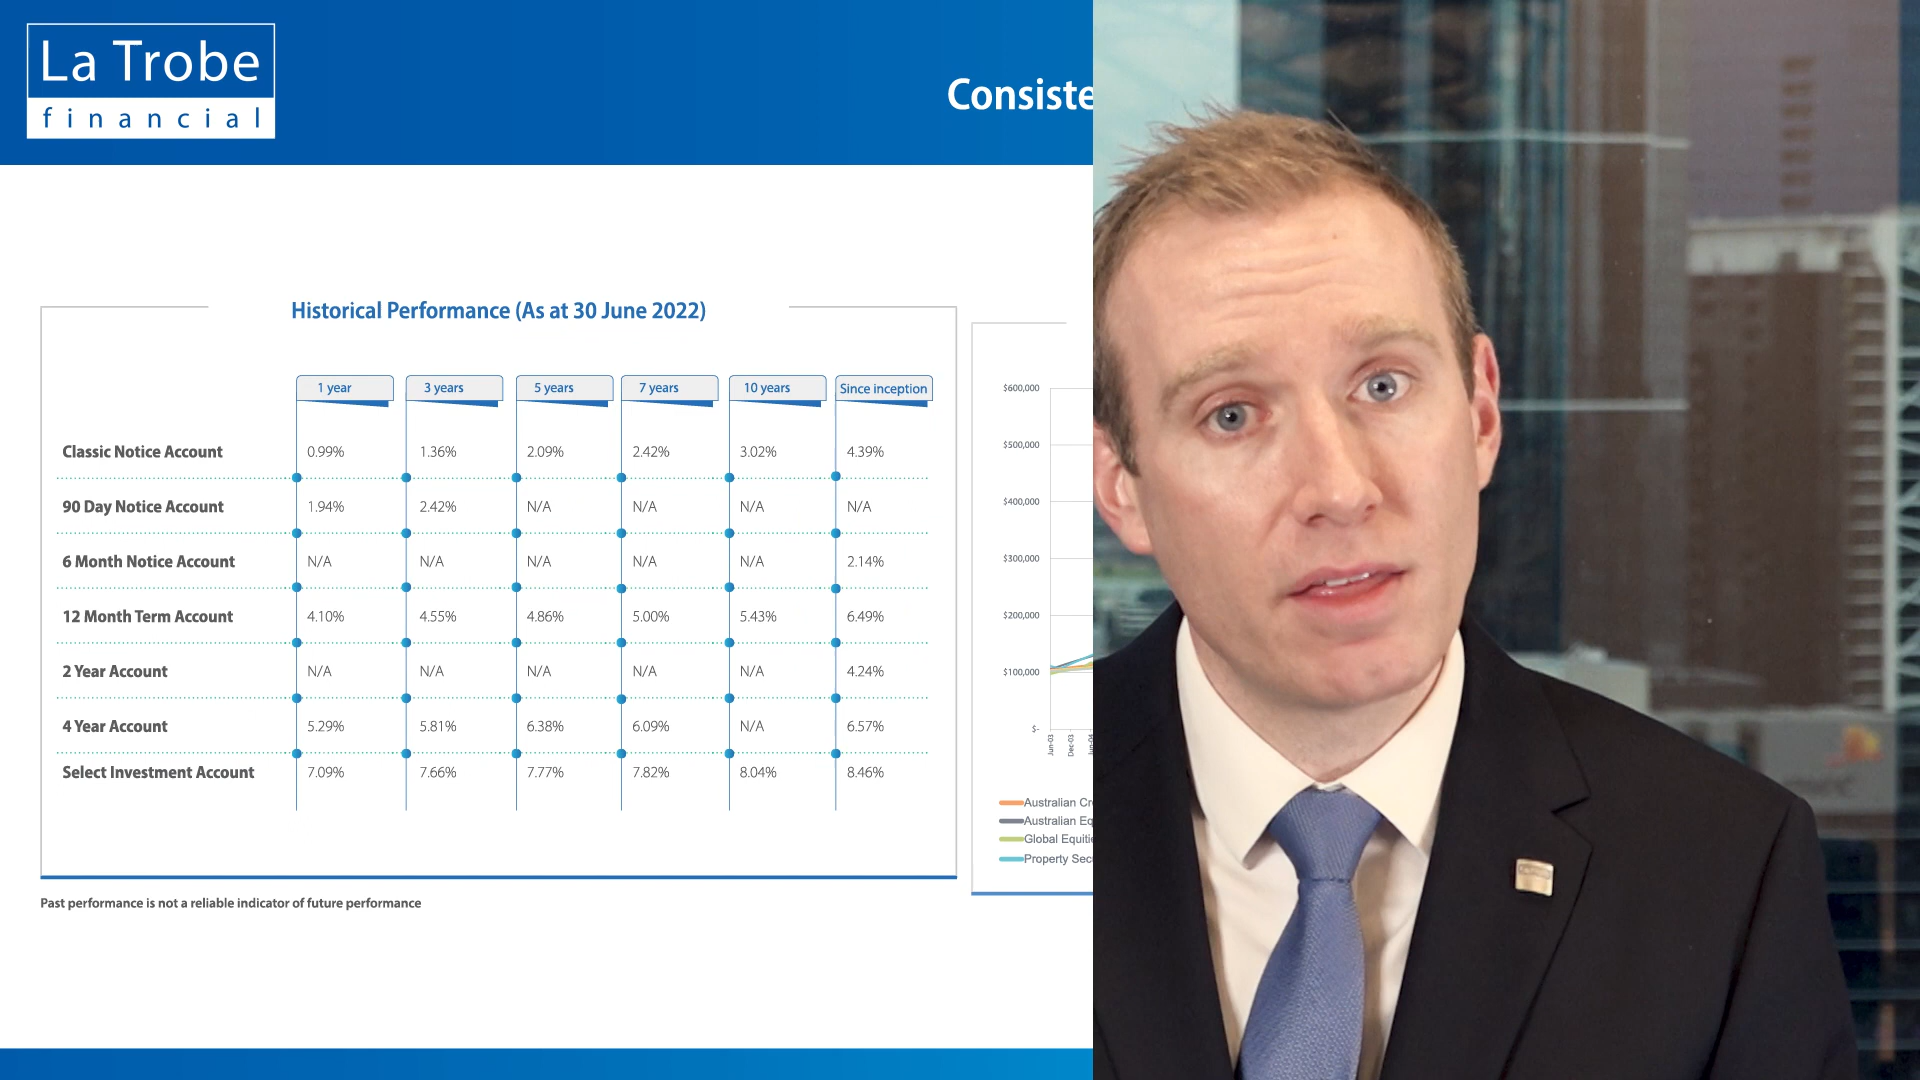 La Trobe
financial
Consiste
Historical Performance (As at 30 June 2022)
1 year 3 years 5 years 7 years 10 years Since inception
Classic Notice Account 0.99% 1.36% 2.09% 2.42% 3.02% 4.39%
90 Day Notice Account 1.94% 2.42% N/A N/A N/A N/A
6 Month Notice Account N/A N/A N/A N/A N/A 2.14%
12 Month Term Account 4.10% 4.55% 4.86% 5.00% 5.43% 6.49%
2 Year Account N/A N/A N/A N/A N/A 4.24%
4 Year Account 5.29% 5.81% 6.38% 6.09% N/A 6.57%
Select Investment Account 7.09% 7.66% 7.77% 7.82% 8.04% 8.46%
Past performance is not a reliable indicator of future performance
$600,000
$500,000
$400,000
$300,000
$200,000
$100,000
$-
Jun-03
Dec-03
Australian Cr
Australian Eq
Global Equitie
Property Sec